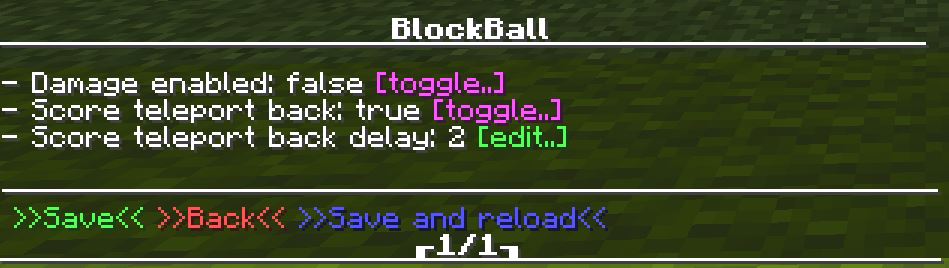 BlockBall
- Damage enabled: false [toggle..]
- Score teleport back: true [toggle..]
- Score teleport back delay: 2 [edit..]
>>Save<< >>Back<< >>Save and reload<<
┌1/1┐